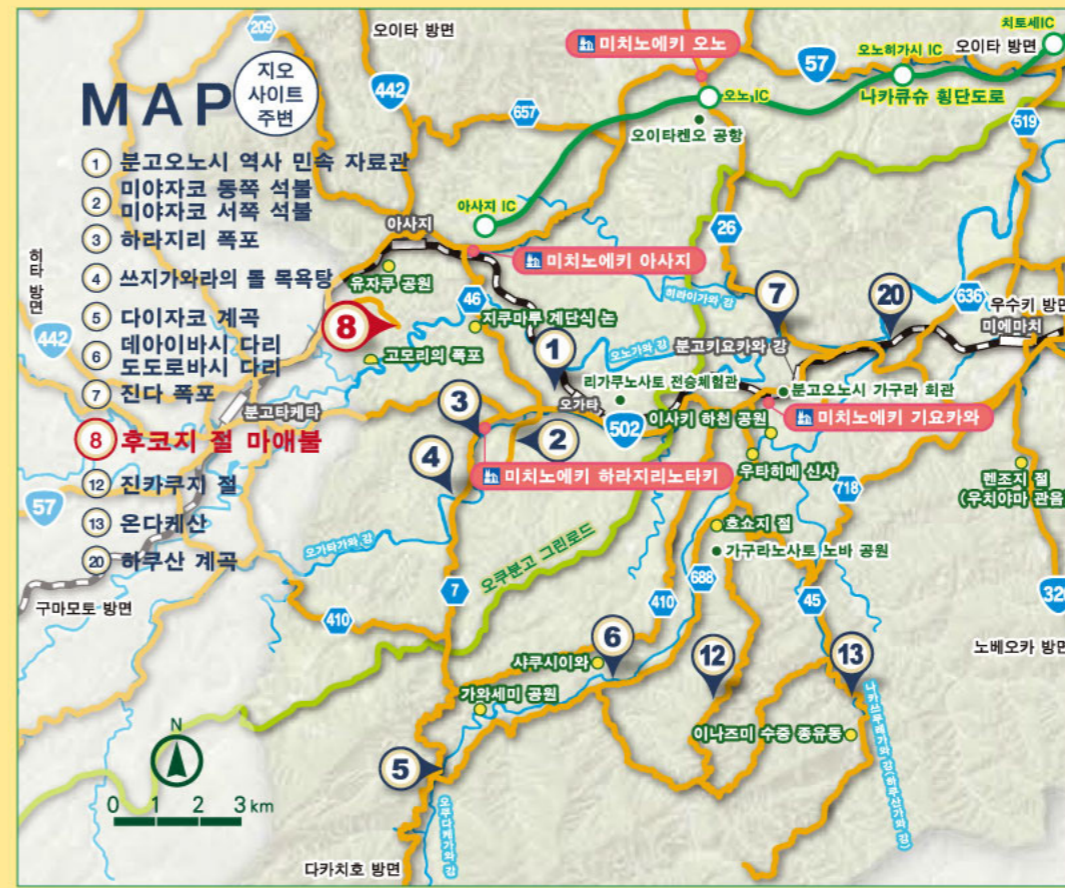 MAP
지오
사이트
주변
1 분고오노시 역사 민속 자료관
2 미야자코 동쪽 석불
미야자코 서쪽 석불
3 하라지리 폭포
4 쓰지가와라의 돌 목욕탕
5 다이자코 계곡
6 데아이바시 다리
도도로바시 다리
7 진다 폭포
8 후코지 절 마애불
12 진카쿠지 절
13 온다케산
20 하쿠산 계곡
209
오이타 방면
442
657
미치노에키 오노
57
오노히가시 IC
오이타 방면
치토세IC
나카큐슈 횡단도로
오노 IC
오이타켄오 공항
519
아사지 IC
아사지
미치노에키 아사지
26
히라이가와 강
히타 방면
442
유자쿠 공원
46
지쿠마루 계단식 논
8
고모리의 폭포
1
오노가와 강
분고키요카와 강
7
20
636
우수키 방면
미에마치
분고타케타
3
오가타
리가쿠노사토 전승체험관
502
2
이사키 하천 공원
분고오노시 가구라 회관
미치노에키 기요카와
4
미치노에키 하라지리노타키
우타히메 신사
718
렌조지 절
(우치야마 관음)
57
호쇼지 절
가구라노사토 노바 공원
오가타가와 강
오쿠분고 그린로드
구마모토 방면
410
7
410
688
45
326
노베오카 방면
6
샤쿠시이와
12
13
가와세미 공원
이나즈미 수중 종유동
5
오쿠다케가와 강
다카치호 방면
N
0 1 2 3 km